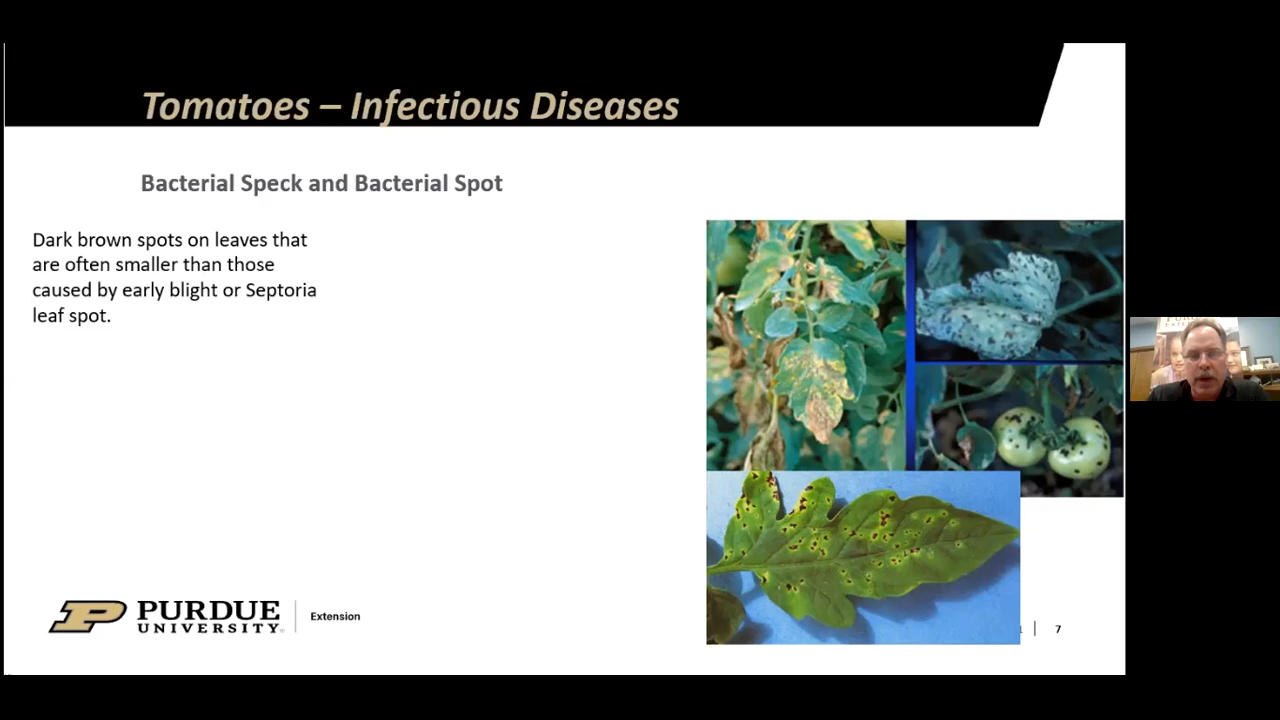 Tomatoes – Infectious Diseases
Bacterial Speck and Bacterial Spot
Dark brown spots on leaves that
are often smaller than those
caused by early blight or Septoria
leaf spot.
PURDUE
UNIVERSITY
Extension
7